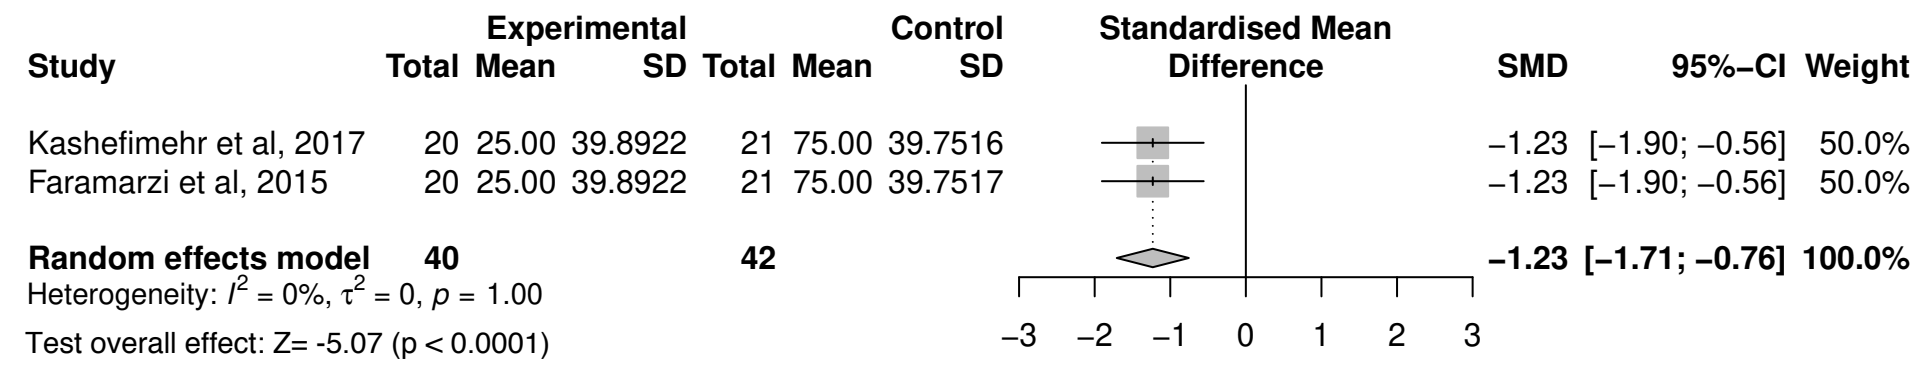 Experimental Control Standardised Mean
Study Total Mean SD Total Mean SD Difference SMD 95%−CI Weight
Kashefimehr et al, 2017 20 25.00 39.8922 21 75.00 39.7516 −1.23 [−1.90; −0.56] 50.0%
Faramarzi et al, 2015 20 25.00 39.8922 21 75.00 39.7517 −1.23 [−1.90; −0.56] 50.0%
Random effects model 40 42 −1.23 [−1.71; −0.76] 100.0%
Heterogeneity: I² = 0%, τ² = 0, p = 1.00
Test overall effect: Z= -5.07 (p < 0.0001)
−3 −2 −1 0 1 2 3